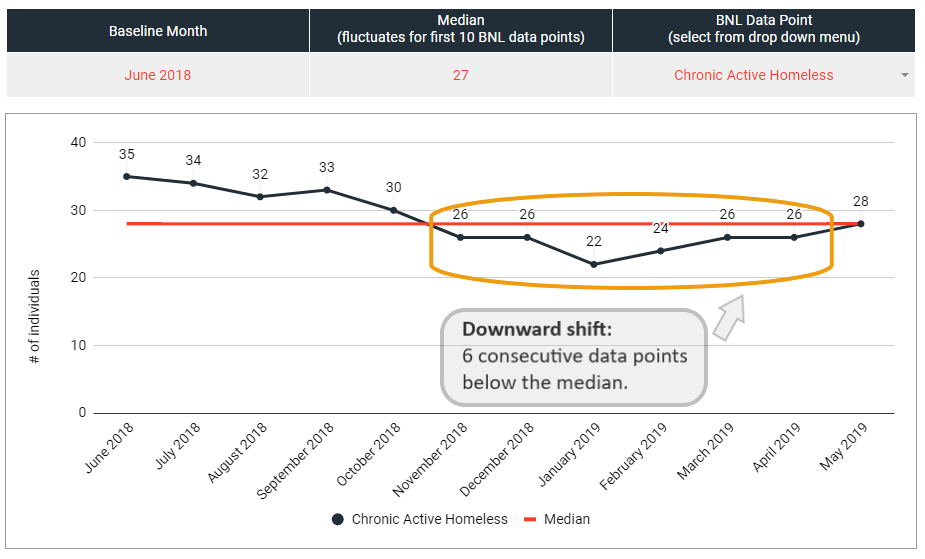 Baseline Month
Median
(fluctuates for first 10 BNL data points)
BNL Data Point
(select from drop down menu)
June 2018
27
Chronic Active Homeless
# of individuals
40
30
20
10
0
35
34
32
33
30
26
26
22
24
26
26
28
Downward shift:
6 consecutive data points
below the median.
June 2018
July 2018
August 2018
September 2018
October 2018
November 2018
December 2018
January 2019
February 2019
March 2019
April 2019
May 2019
Chronic Active Homeless
Median